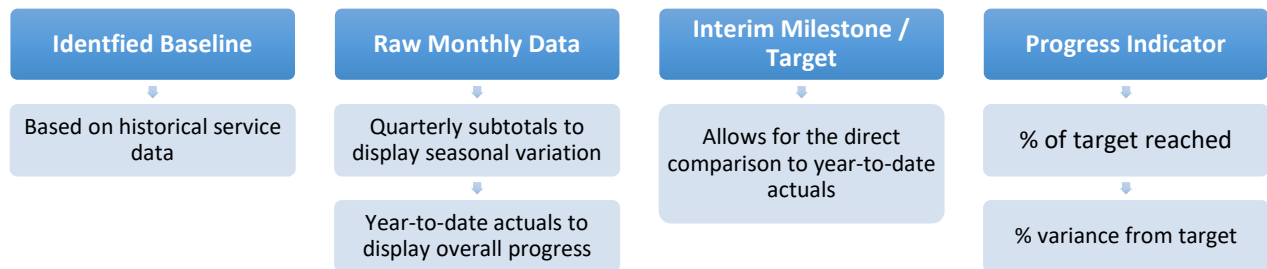 Identfied Baseline
Based on historical service
data
Raw Monthly Data
Quarterly subtotals to
display seasonal variation
Year-to-date actuals to
display overall progress
Interim Milestone /
Target
Allows for the direct
comparison to year-to-date
actuals
Progress Indicator
% of target reached
% variance from target